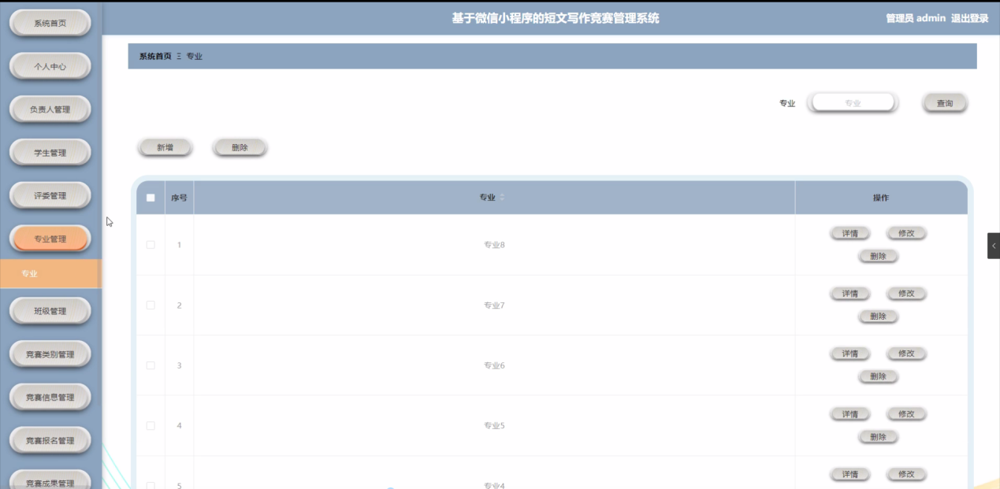 基于微信小程序的短文写作竞赛管理系统
管理员 admin 退出登录
系统首页
个人中心
负责人管理
学生管理
评委管理
专业管理
专业
班级管理
竞赛类别管理
竞赛信息管理
竞赛报名管理
竞赛成果管理
系统首页 Ξ 专业
专业 专业 查询
新增 删除
序号 专业 操作
1 专业8 详情 修改
删除
2 专业7 详情 修改
删除
3 专业6 详情 修改
删除
4 专业5 详情 修改
删除
5 专业4 详情 修改